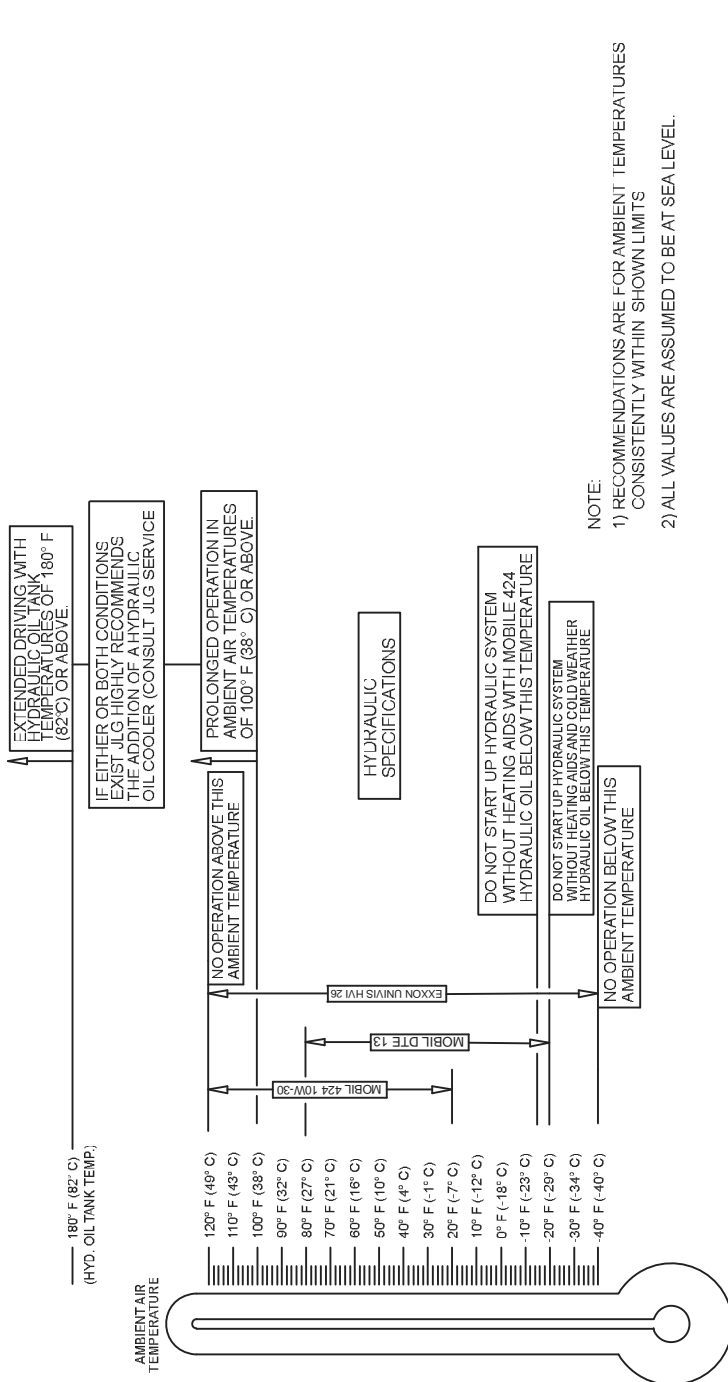 EXTENDED DRIVING WITH
HYDRAULIC OIL TANK
TEMPERATURES OF 180° F
(82°C) OR ABOVE.
IF EITHER OR BOTH CONDITIONS
EXIST JLG HIGHLY RECOMMENDS
THE ADDITION OF A HYDRAULIC
OIL COOLER (CONSULT JLG SERVICE
PROLONGED OPERATION IN
AMBIENT AIR TEMPERATURES
OF 100° F (38° C) OR ABOVE.
180° F (82° C)
(HYD. OIL TANK TEMP.)
AMBIENT AIR
TEMPERATURE
120° F (49° C)
110° F (43° C)
100° F (38° C)
90° F (32° C)
80° F (27° C)
70° F (21° C)
60° F (16° C)
50° F (10° C)
40° F (4° C)
30° F (-1° C)
20° F (-7° C)
10° F (-12° C)
0° F (-18° C)
-10° F (-23° C)
-20° F (-29° C)
-30° F (-34° C)
-40° F (-40° C)
MOBIL 424 10W-30
MOBIL DTE 13
EXXON UNIVIS HVI 26
NO OPERATION ABOVE THIS
AMBIENT TEMPERATURE
HYDRAULIC
SPECIFICATIONS
DO NOT START UP HYDRAULIC SYSTEM
WITHOUT HEATING AIDS WITH MOBILE 424
HYDRAULIC OIL BELOW THIS TEMPERATURE
DO NOT START UP HYDRAULIC SYSTEM
WITHOUT HEATING AIDS AND COLD WEATHER
HYDRAULIC OIL BELOW THIS TEMPERATURE
NO OPERATION BELOW THIS
AMBIENT TEMPERATURE
NOTE:
1) RECOMMENDATIONS ARE FOR AMBIENT TEMPERATURES
CONSISTENTLY WITHIN SHOWN LIMITS
2) ALL VALUES ARE ASSUMED TO BE AT SEA LEVEL.